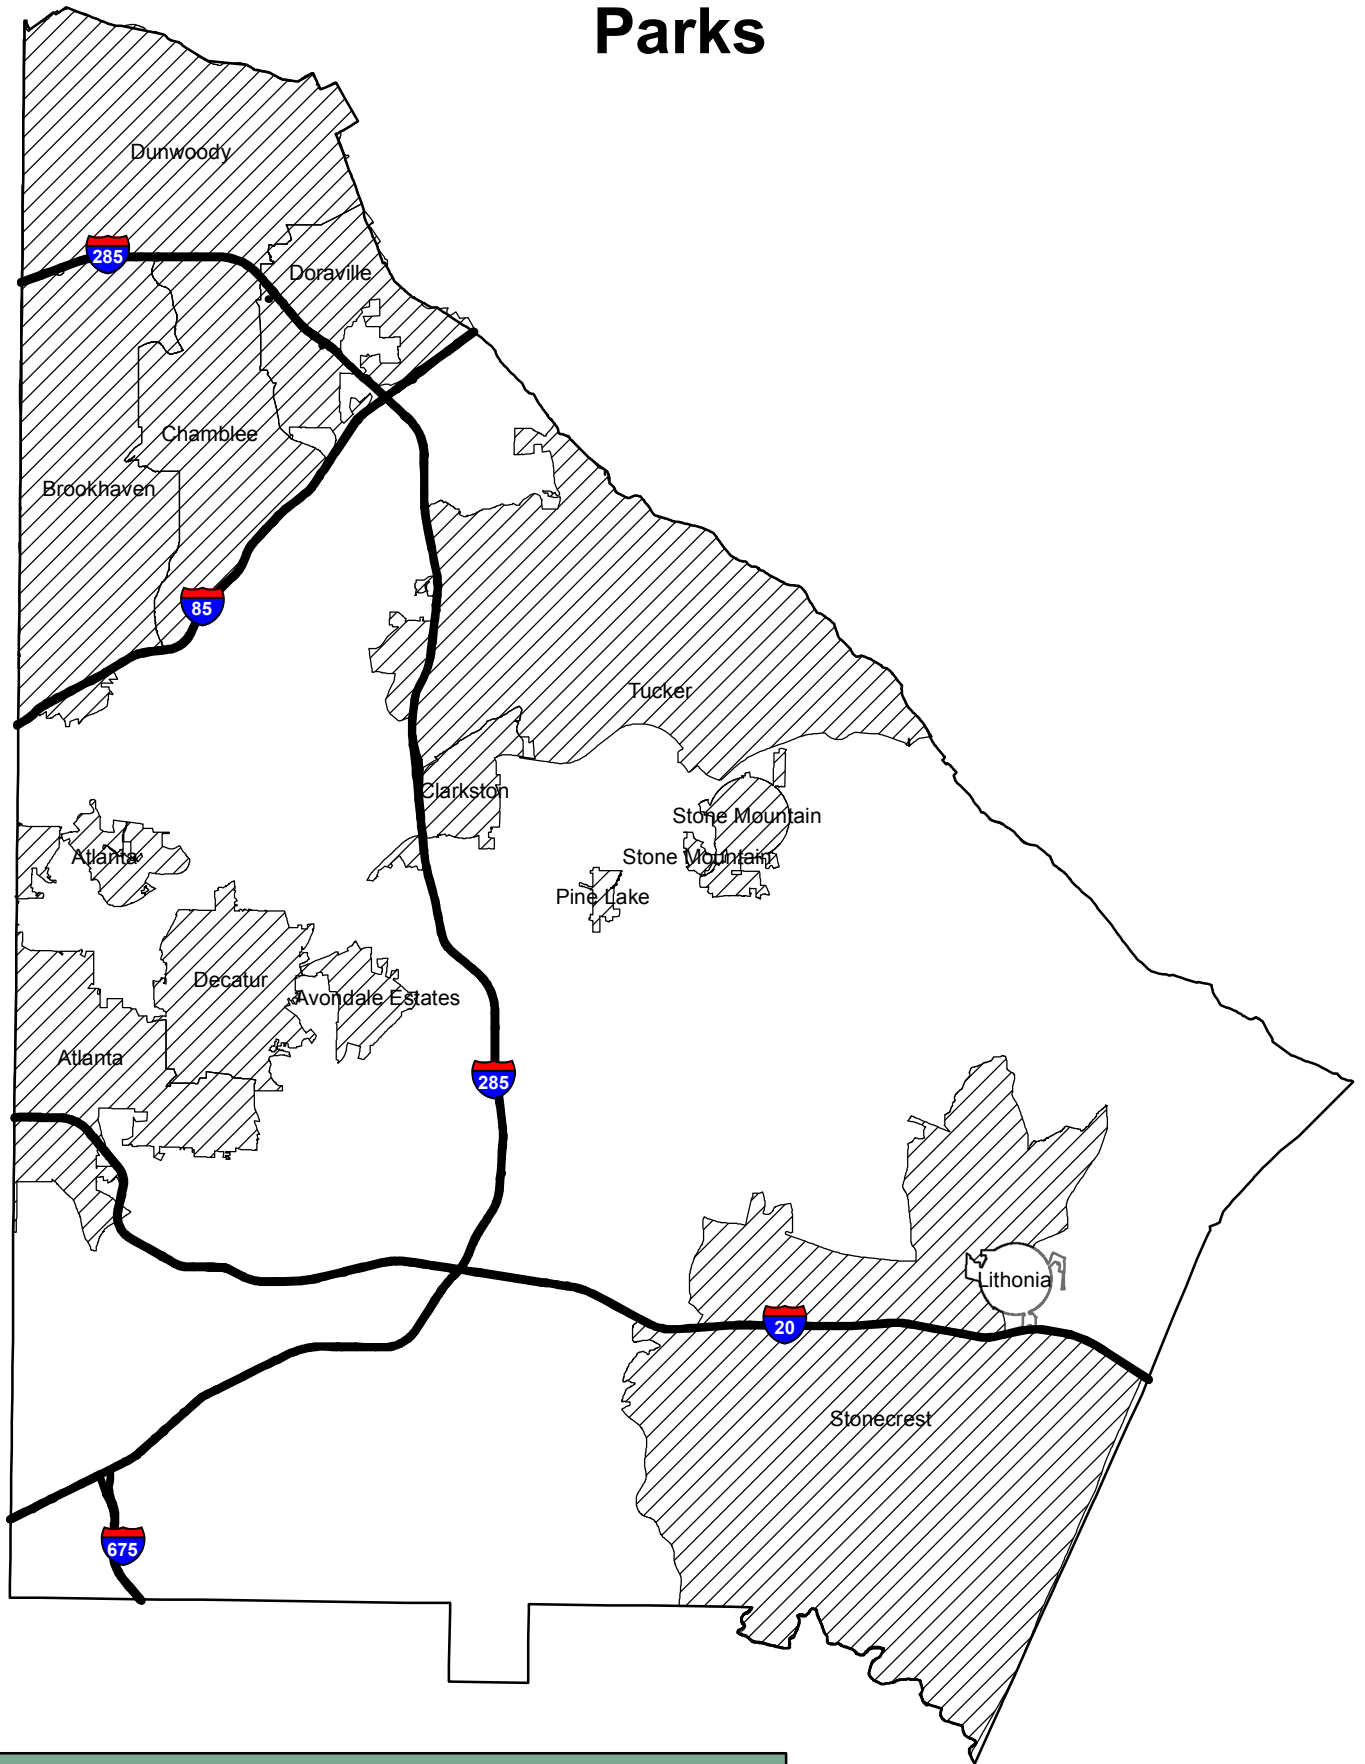 Parks
Dunwoody
285
Doraville
Chamblee
Brookhaven
85
Tucker
Clarkston
Stone Mountain
Atlanta
Stone Mountain
Pine Lake
Decatur
Avondale Estates
Atlanta
285
Lithonia
20
Stonecrest
675